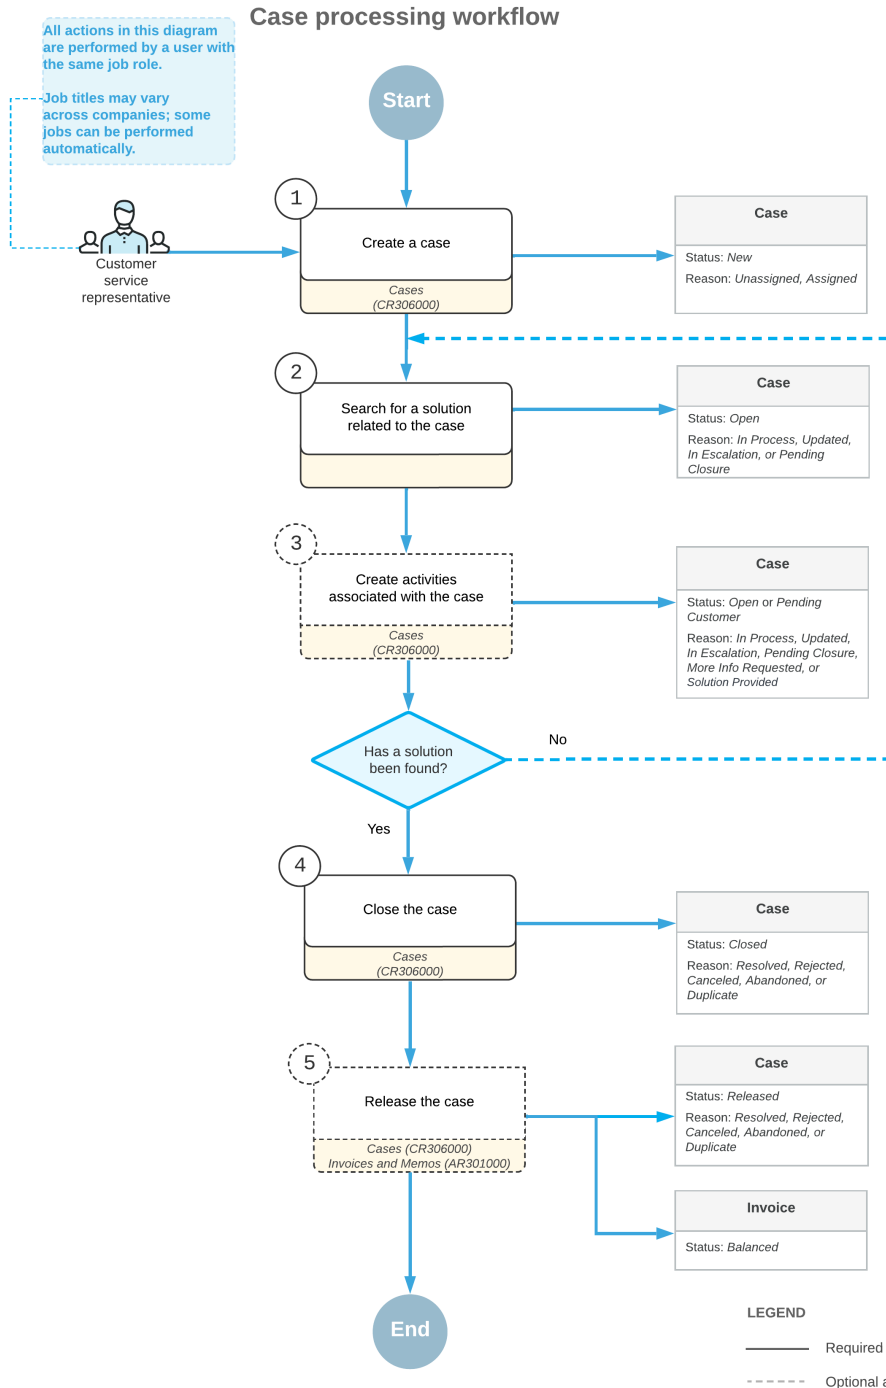 Case processing workflow
All actions in this diagram
are performed by a user with
the same job role.
Job titles may vary
across companies; some
jobs can be performed
automatically.
Start
Customer
service
representative
1
Create a case
Cases
(CR306000)
Case
Status: New
Reason: Unassigned, Assigned
2
Search for a solution
related to the case
Case
Status: Open
Reason: In Process, Updated,
In Escalation, or Pending
Closure
3
Create activities
associated with the case
Cases
(CR306000)
Case
Status: Open or Pending
Customer
Reason: In Process, Updated,
In Escalation, Pending Closure,
More Info Requested, or
Solution Provided
Has a solution
been found?
No
Yes
4
Close the case
Cases
(CR306000)
Case
Status: Closed
Reason: Resolved, Rejected,
Canceled, Abandoned, or
Duplicate
5
Release the case
Cases (CR306000)
Invoices and Memos (AR301000)
Case
Status: Released
Reason: Resolved, Rejected,
Canceled, Abandoned, or
Duplicate
Invoice
Status: Balanced
End
LEGEND
Required
Optional a